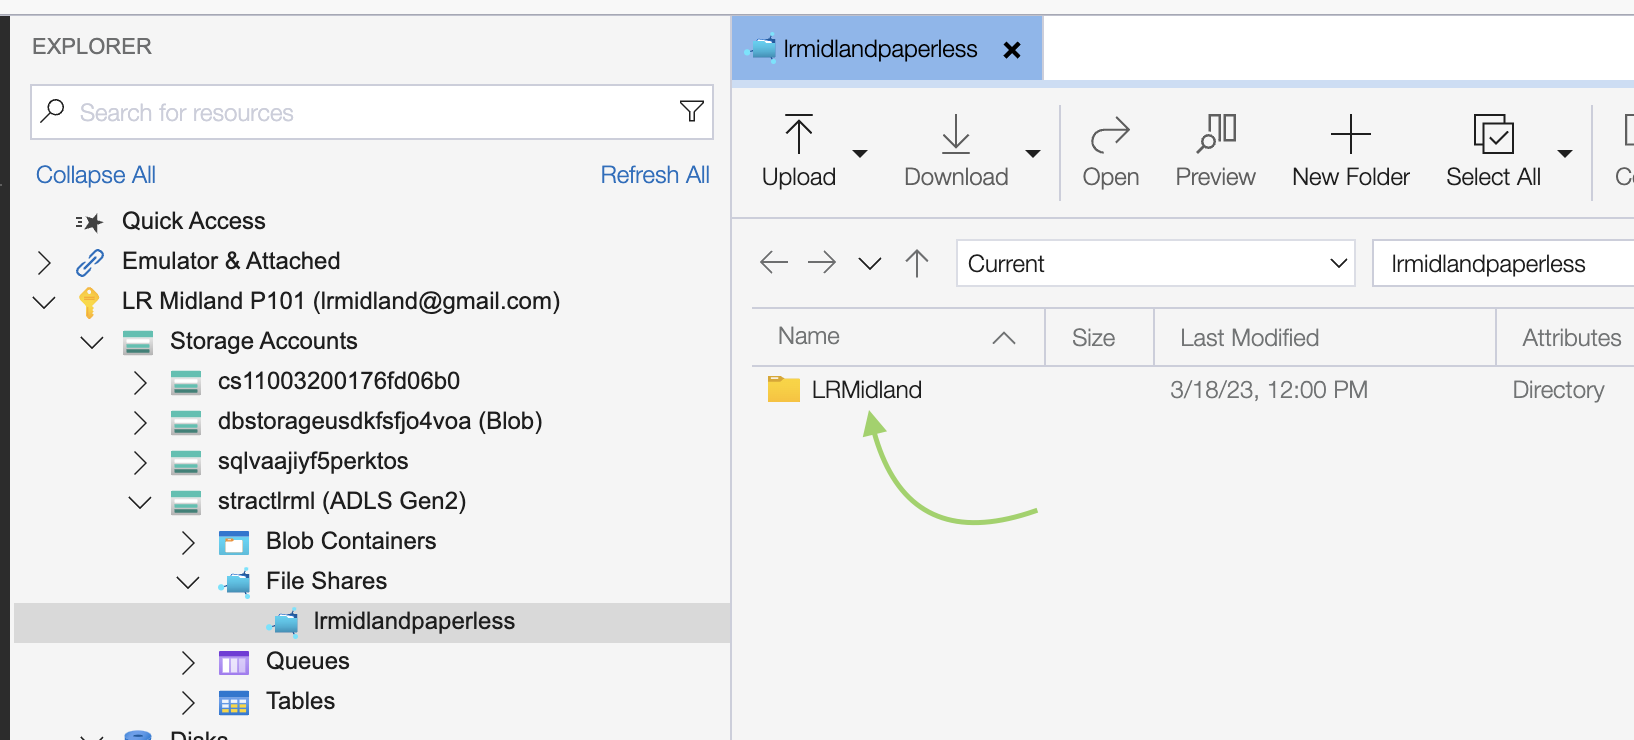 EXPLORER
Search for resources
Collapse All
Refresh All
Quick Access
Emulator & Attached
LR Midland P101 (lrmidland@gmail.com)
Storage Accounts
cs11003200176fd06b0
dbstorageusdkfsfjo4voa (Blob)
sqlvaajiyf5perktos
stractlrml (ADLS Gen2)
Blob Containers
File Shares
lrmidlandpaperless
Queues
Tables
Disks
lrmidlandpaperless
Upload
Download
Open
Preview
New Folder
Select All
Current
lrmidlandpaperless
Name
Size
Last Modified
Attributes
LRMidland
3/18/23, 12:00 PM
Directory